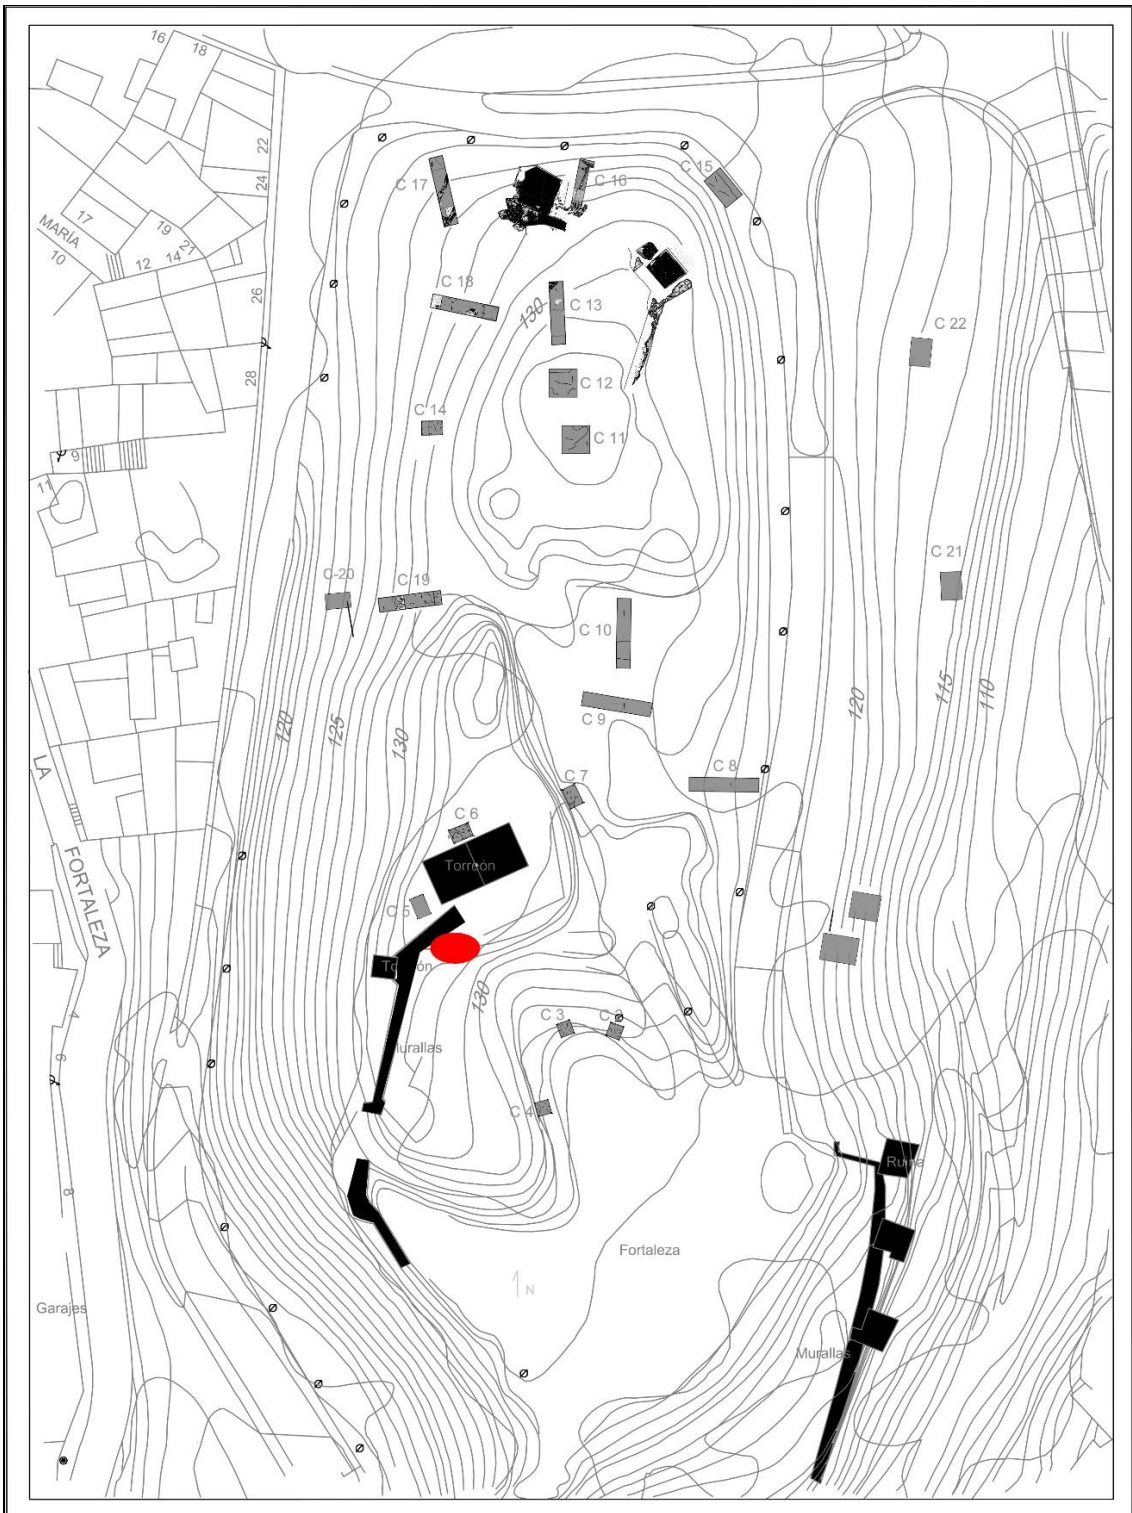 16
18
22
24
17
MARÍA
10
19
21
12
14
26
28
9
11
C 17
C 16
C 15
C 18
130
C 13
C 12
C 14
C 11
C 22
C 21
C-20
C 19
C 10
C 9
120
125
130
120
115
110
C 8
C 7
LA
FORTALEZA
C 6
Torreón
C 5
Torreón
130
C 3
C 2
4
6
Murallas
C 4
8
Ruina
Fortaleza
N
Garajes
Murallas